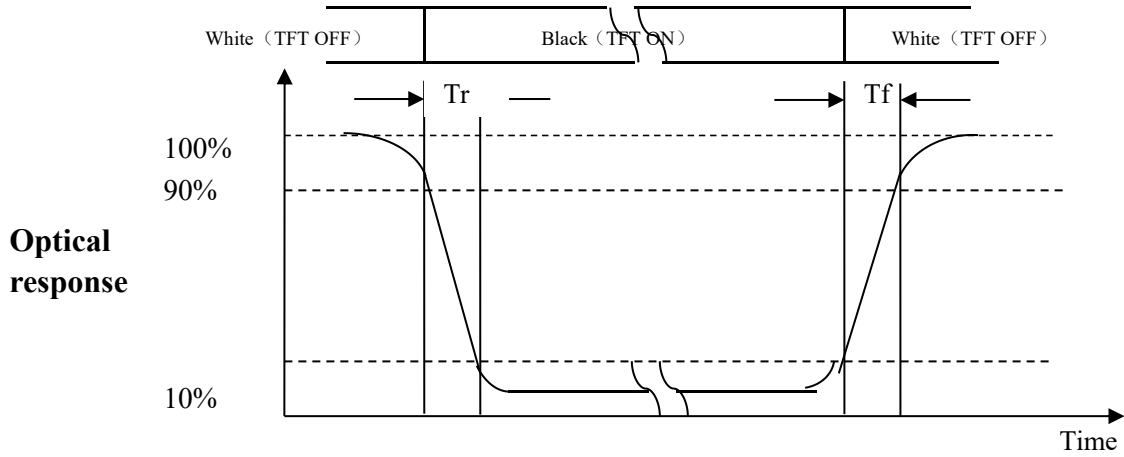 White（TFT OFF） Black（TFT ON） White（TFT OFF）
Tr Tf
100%
90%
Optical
response
10%
Time